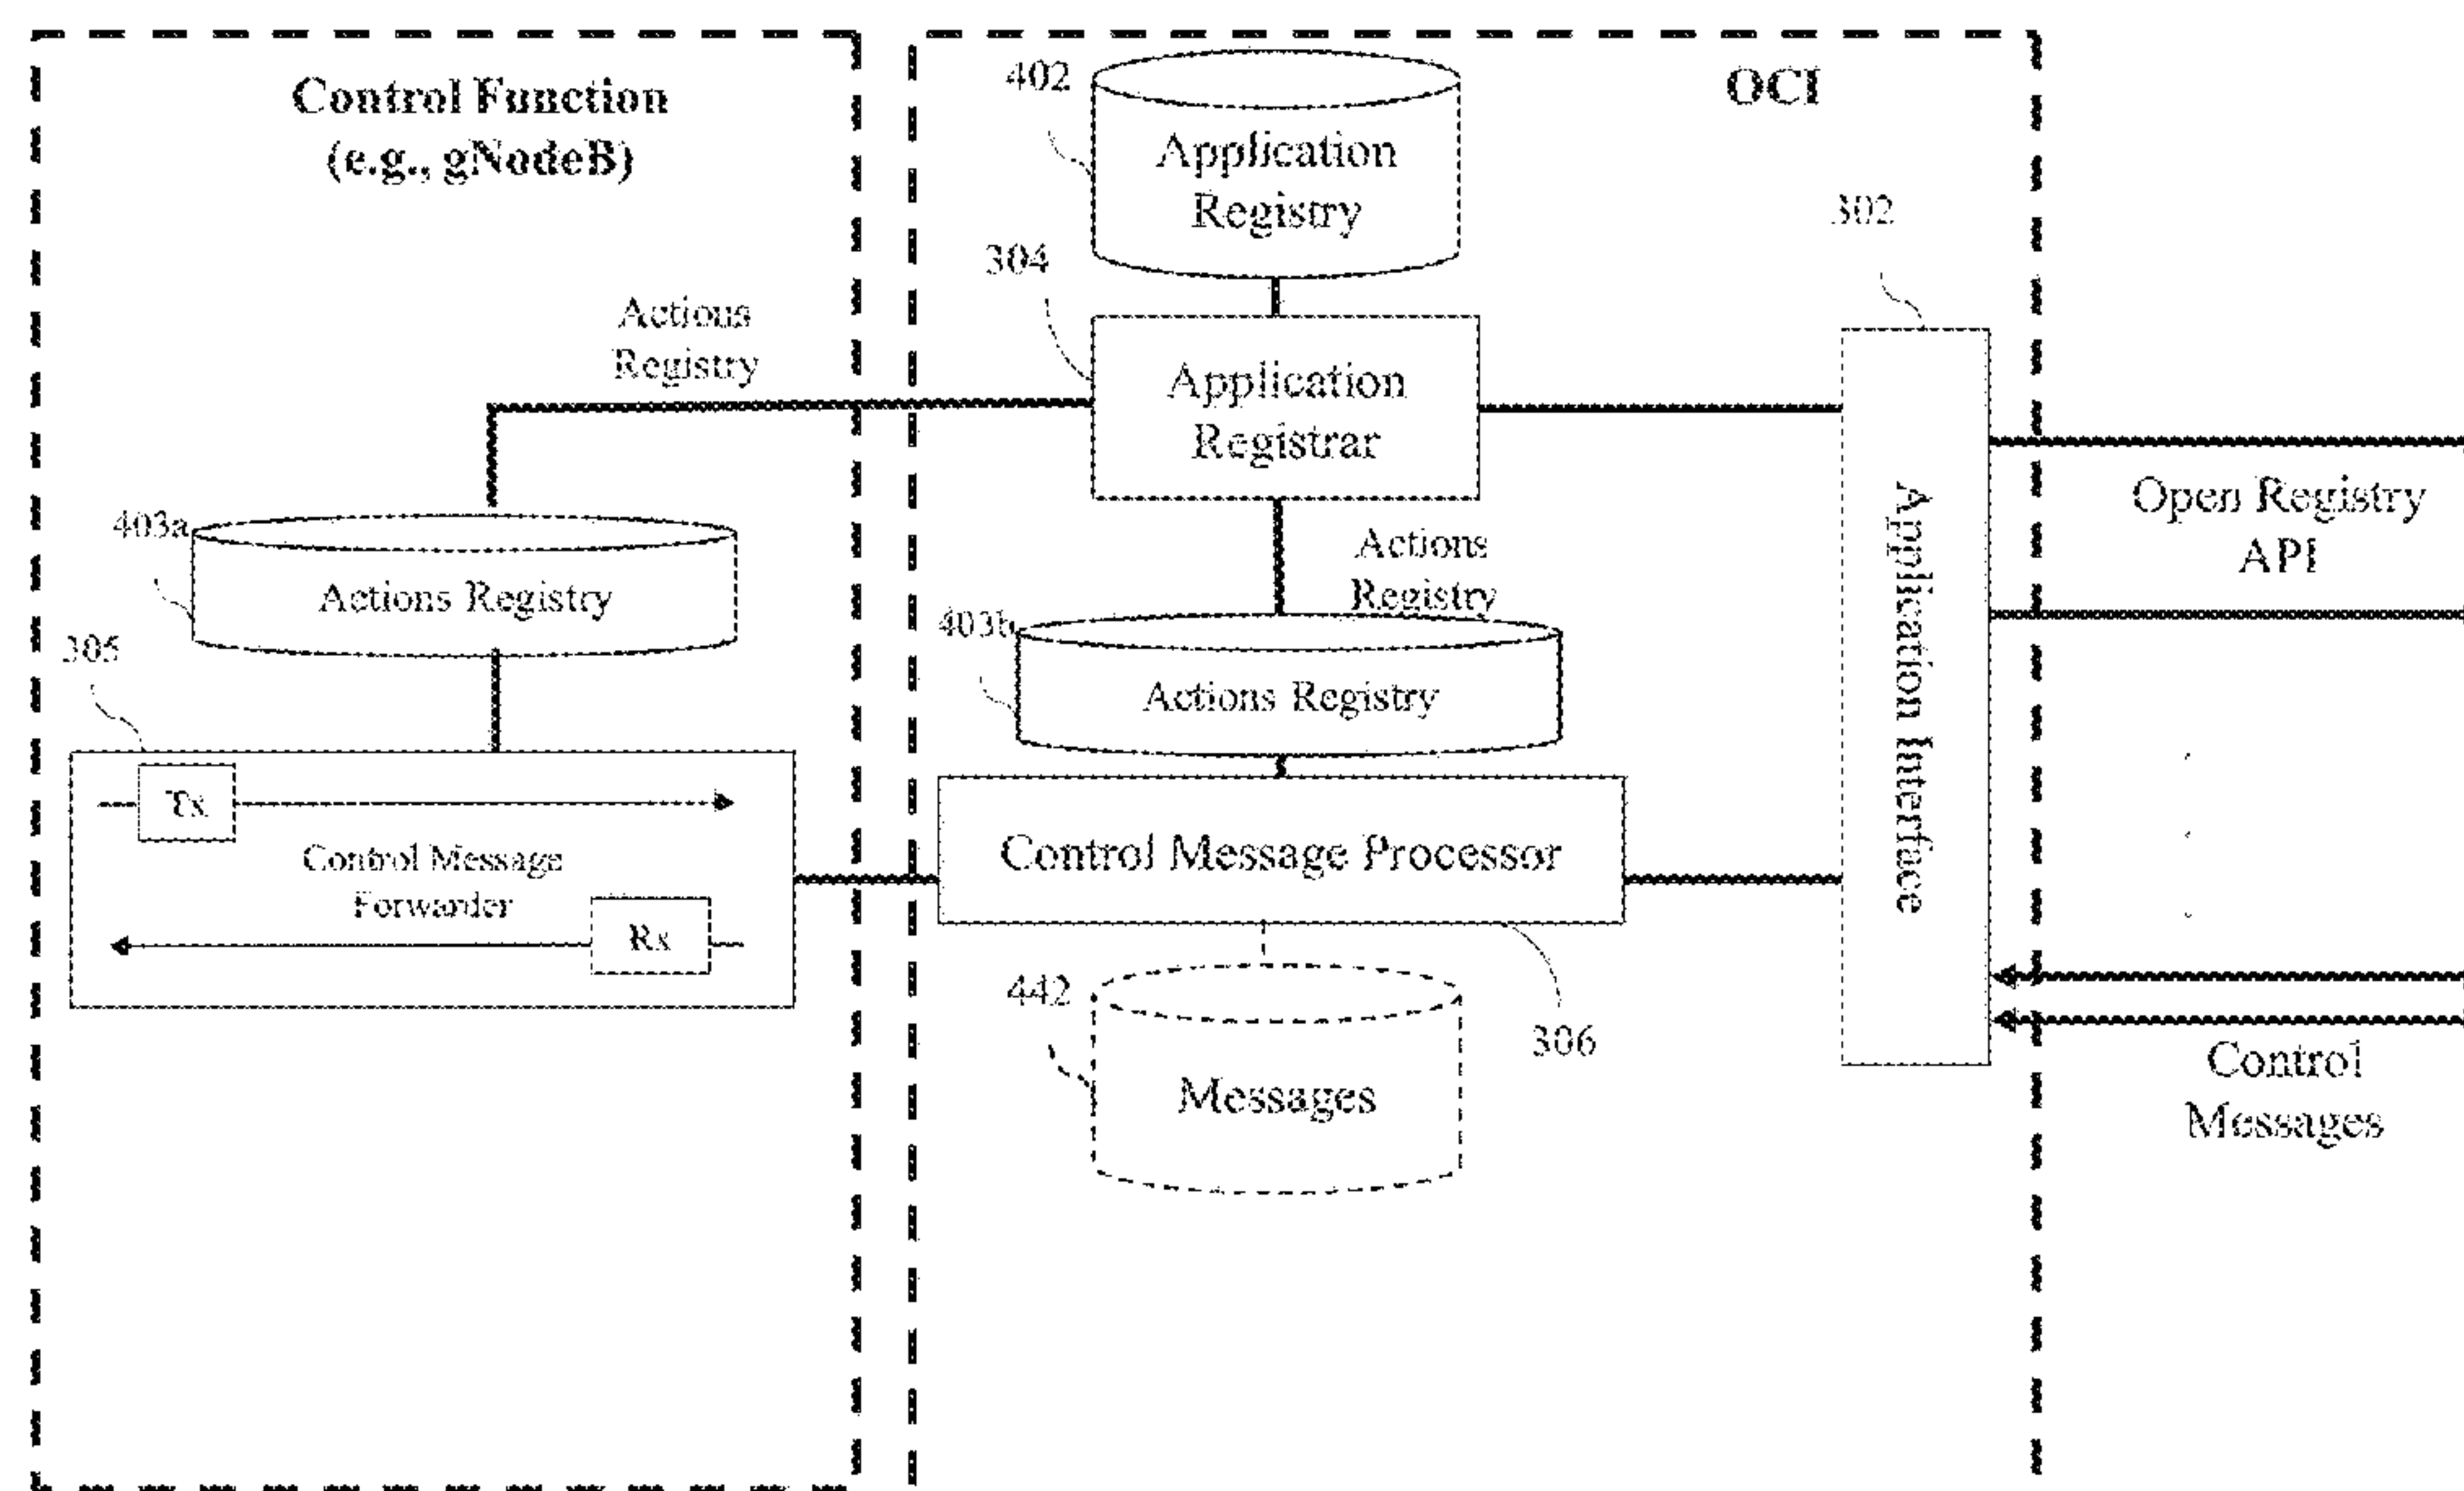 Control Function
(e.g., gNodeB)
OCI
402
Application
Registry
304
302
Actions
Registry
Application
Registrar
Open Registry
API
403a
Actions Registry
Actions
Registry
403b
Actions Registry
Application Interface
305
Tx
Control Message
Forwarder
Rx
Control Message Processor
306
442
Messages
Control
Messages